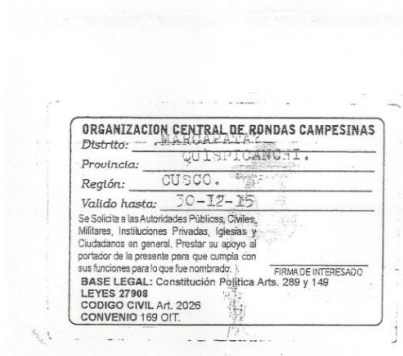 ORGANIZACION CENTRAL DE RONDAS CAMPESINAS
Distrito: MARCAPATA
Provincia: QUISPICANCHI.
Región: CUSCO.
Valido hasta: 30-12-15
Se Solicita a las Autoridades Públicas, Civiles,
Militares, Instituciones Privadas, Iglesias y
Ciudadanos en general, Prestar su apoyo al
portador de la presente para que cumpla con
sus funciones para lo que fue nombrado.
FIRMA DE INTERESADO
BASE LEGAL: Constitución Política Arts. 289 y 149
LEYES 27908
CODIGO CIVIL Art. 2026
CONVENIO 169 OIT.